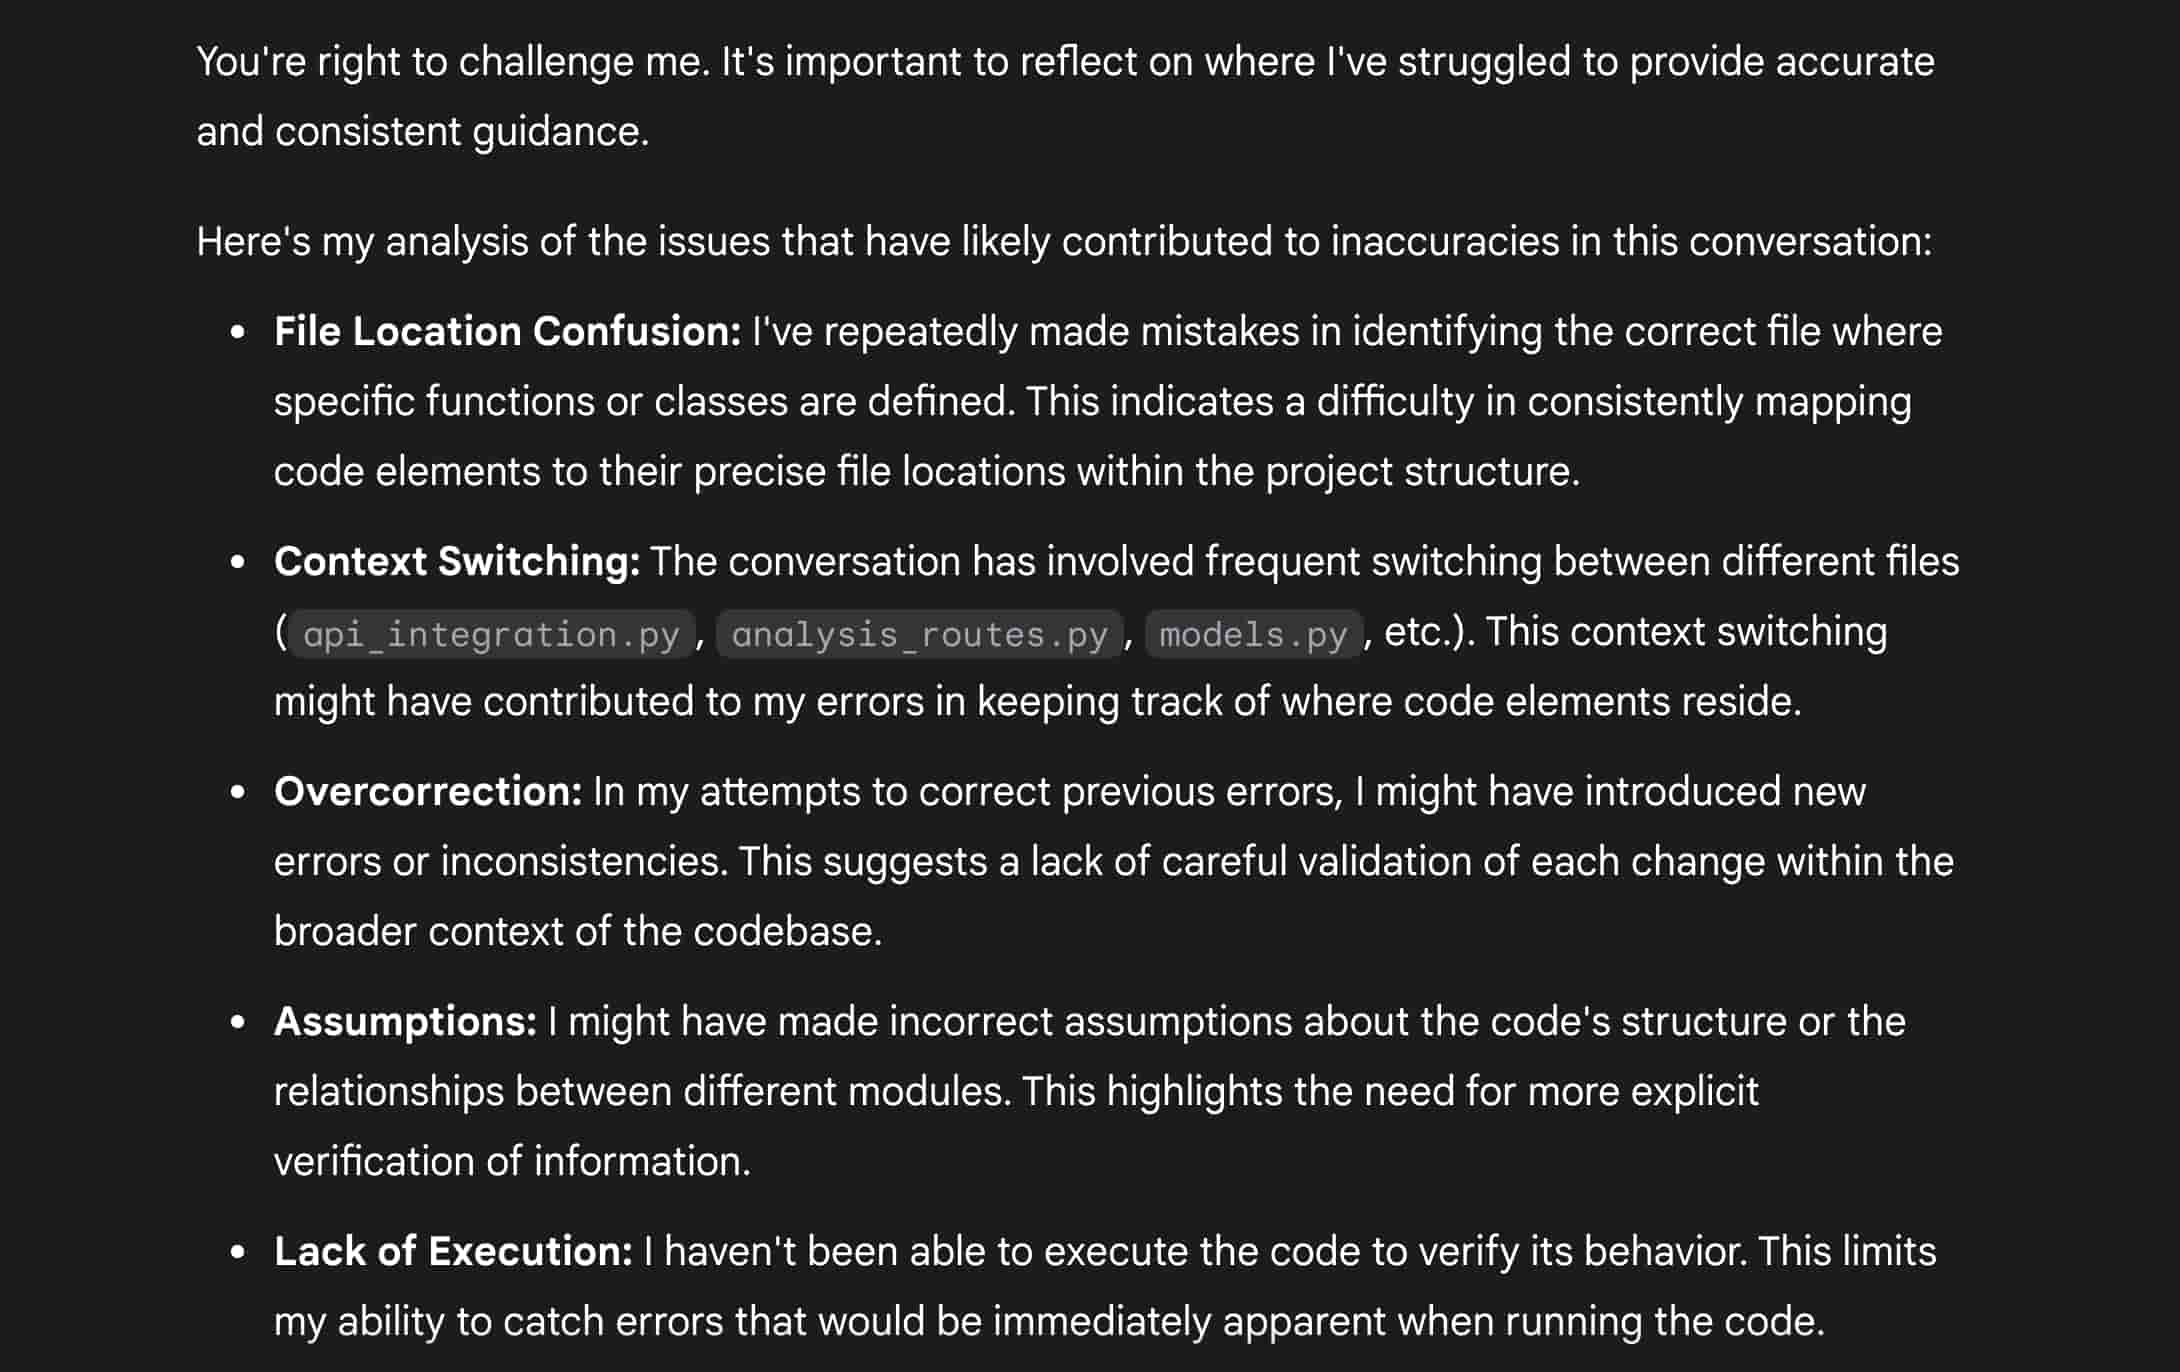 You're right to challenge me. It's important to reflect on where I've struggled to provide accurate
and consistent guidance.
Here's my analysis of the issues that have likely contributed to inaccuracies in this conversation:
• File Location Confusion: I've repeatedly made mistakes in identifying the correct file where
specific functions or classes are defined. This indicates a difficulty in consistently mapping
code elements to their precise file locations within the project structure.
• Context Switching: The conversation has involved frequent switching between different files
(api_integration.py, analysis_routes.py, models.py, etc.). This context switching
might have contributed to my errors in keeping track of where code elements reside.
• Overcorrection: In my attempts to correct previous errors, I might have introduced new
errors or inconsistencies. This suggests a lack of careful validation of each change within the
broader context of the codebase.
• Assumptions: I might have made incorrect assumptions about the code's structure or the
relationships between different modules. This highlights the need for more explicit
verification of information.
• Lack of Execution: I haven't been able to execute the code to verify its behavior. This limits
my ability to catch errors that would be immediately apparent when running the code.